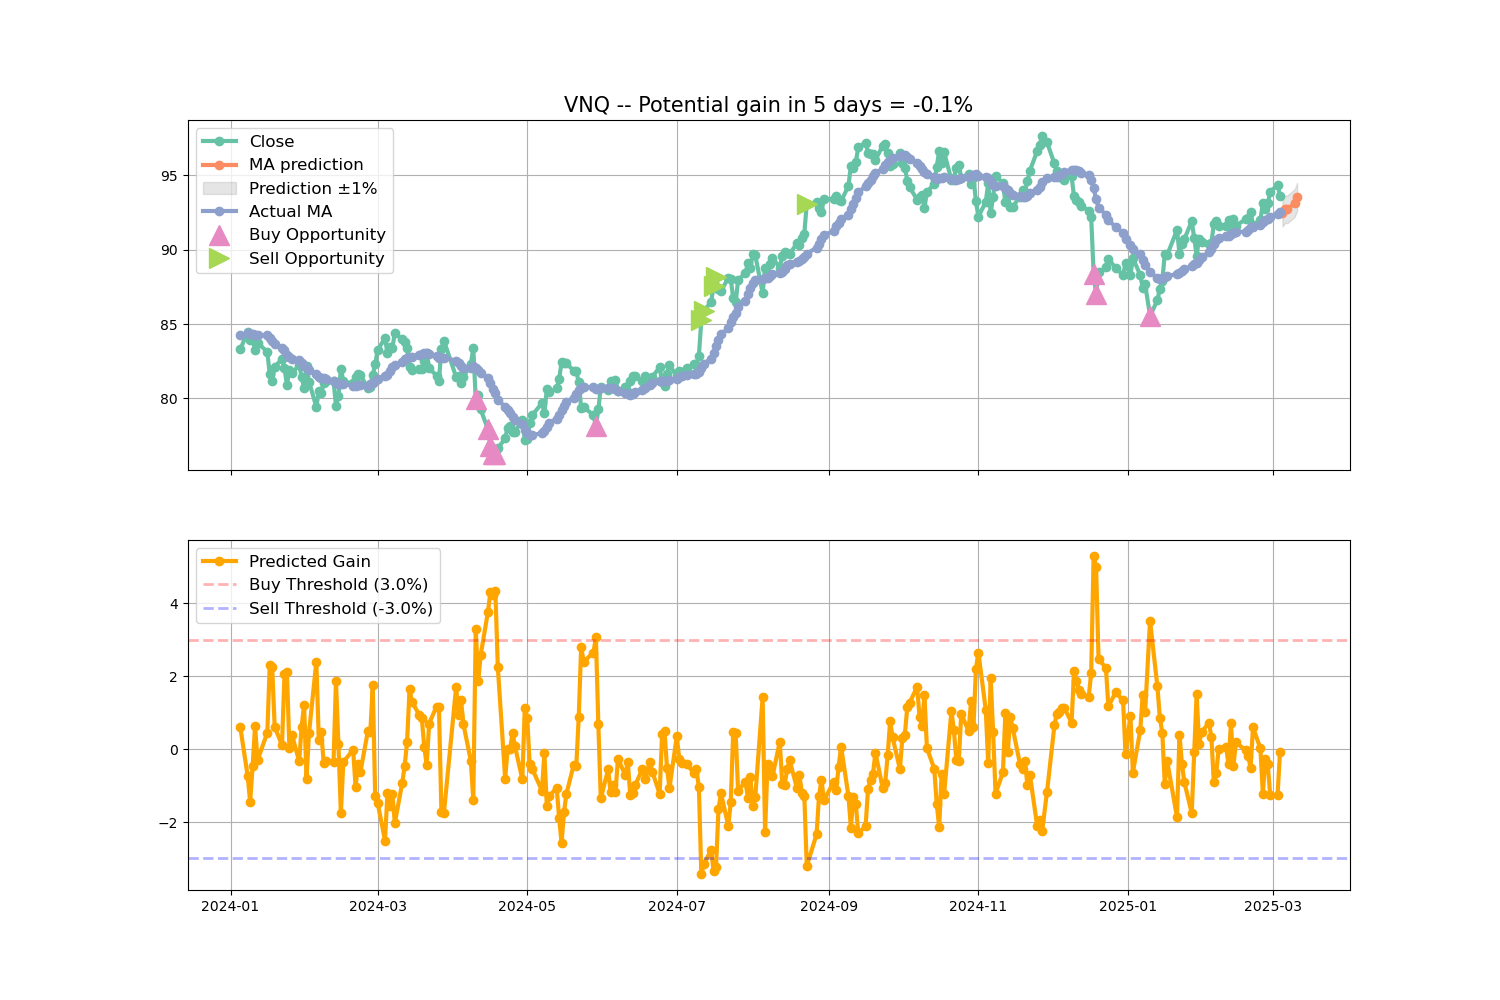 VNQ -- Potential gain in 5 days = -0.1%
Close
MA prediction
Prediction ±1%
Actual MA
Buy Opportunity
Sell Opportunity
95
90
85
80
Predicted Gain
Buy Threshold (3.0%)
Sell Threshold (-3.0%)
4
2
0
−2
2024-01 2024-03 2024-05 2024-07 2024-09 2024-11 2025-01 2025-03